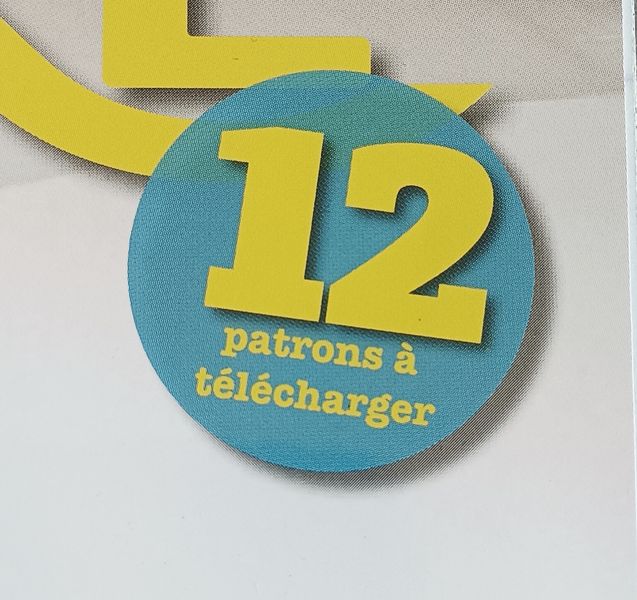 12
patrons à
télécharger